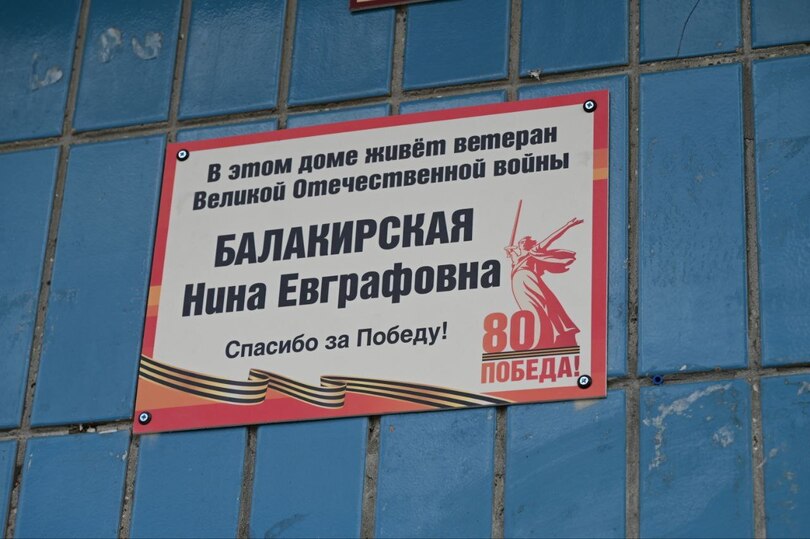 В этом доме живёт ветеран
Великой Отечественной войны
БАЛАКИРСКАЯ
Нина Евграфовна
Спасибо за Победу!
80
ПОБЕДА!